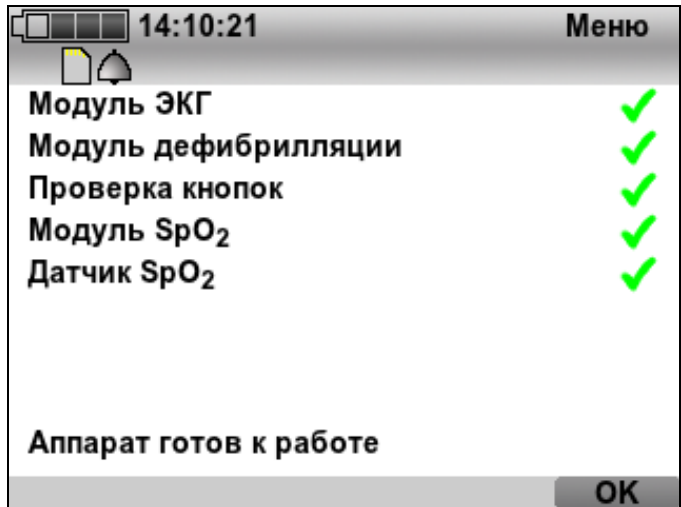 14:10:21 Меню
Модуль ЭКГ
Модуль дефибрилляции
Проверка кнопок
Модуль SpO₂
Датчик SpO₂
Аппарат готов к работе
OK